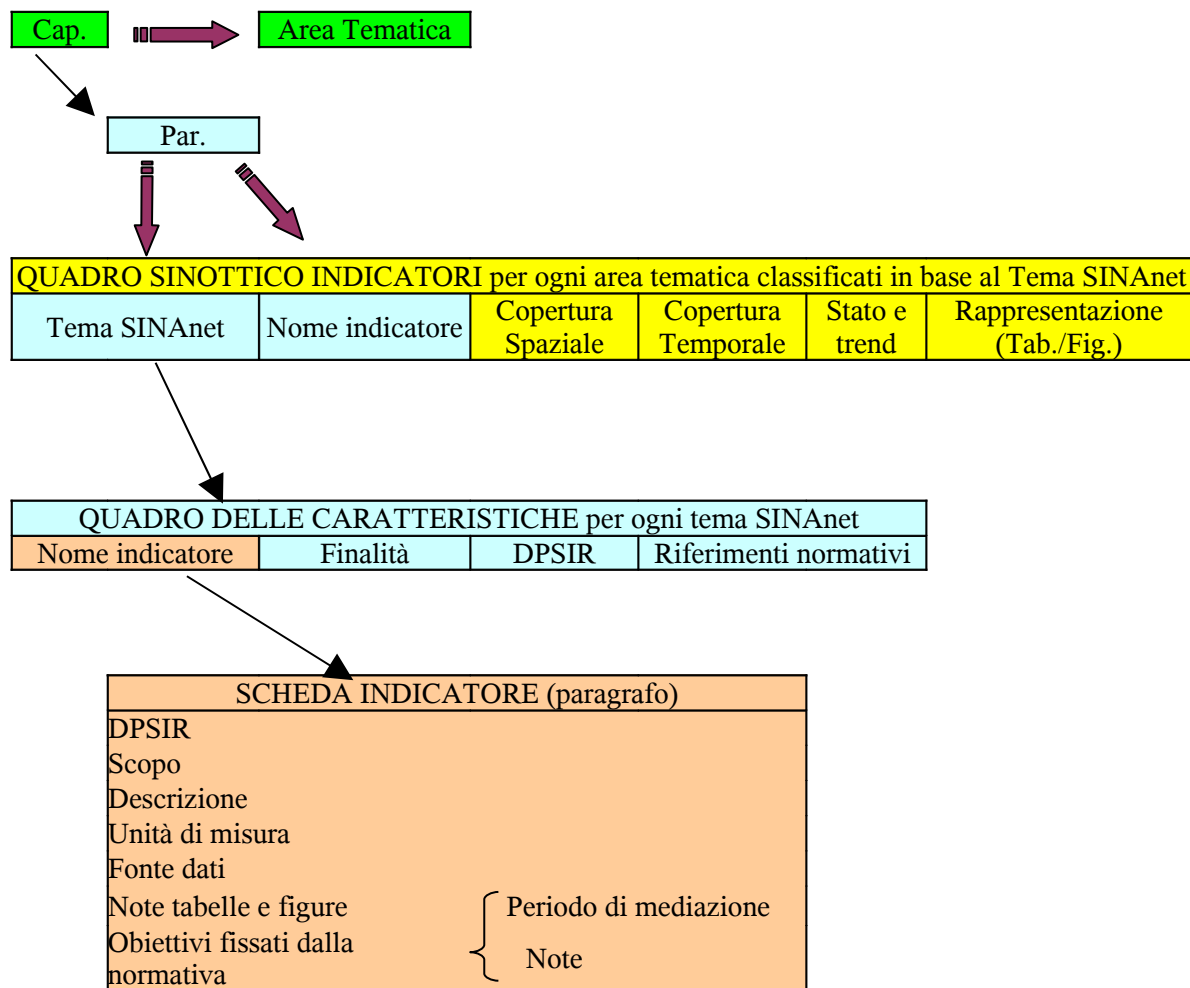 Cap.
Area Tematica
Par.
QUADRO SINOTTICO INDICATORI per ogni area tematica classificati in base al Tema SINAnet
Tema SINAnet
Nome indicatore
Copertura
Spaziale
Copertura
Temporale
Stato e
trend
Rappresentazione
(Tab./Fig.)
QUADRO DELLE CARATTERISTICHE per ogni tema SINAnet
Nome indicatore
Finalità
DPSIR
Riferimenti normativi
SCHEDA INDICATORE (paragrafo)
DPSIR
Scopo
Descrizione
Unità di misura
Fonte dati
Note tabelle e figure
Periodo di mediazione
Obiettivi fissati dalla
normativa
Note